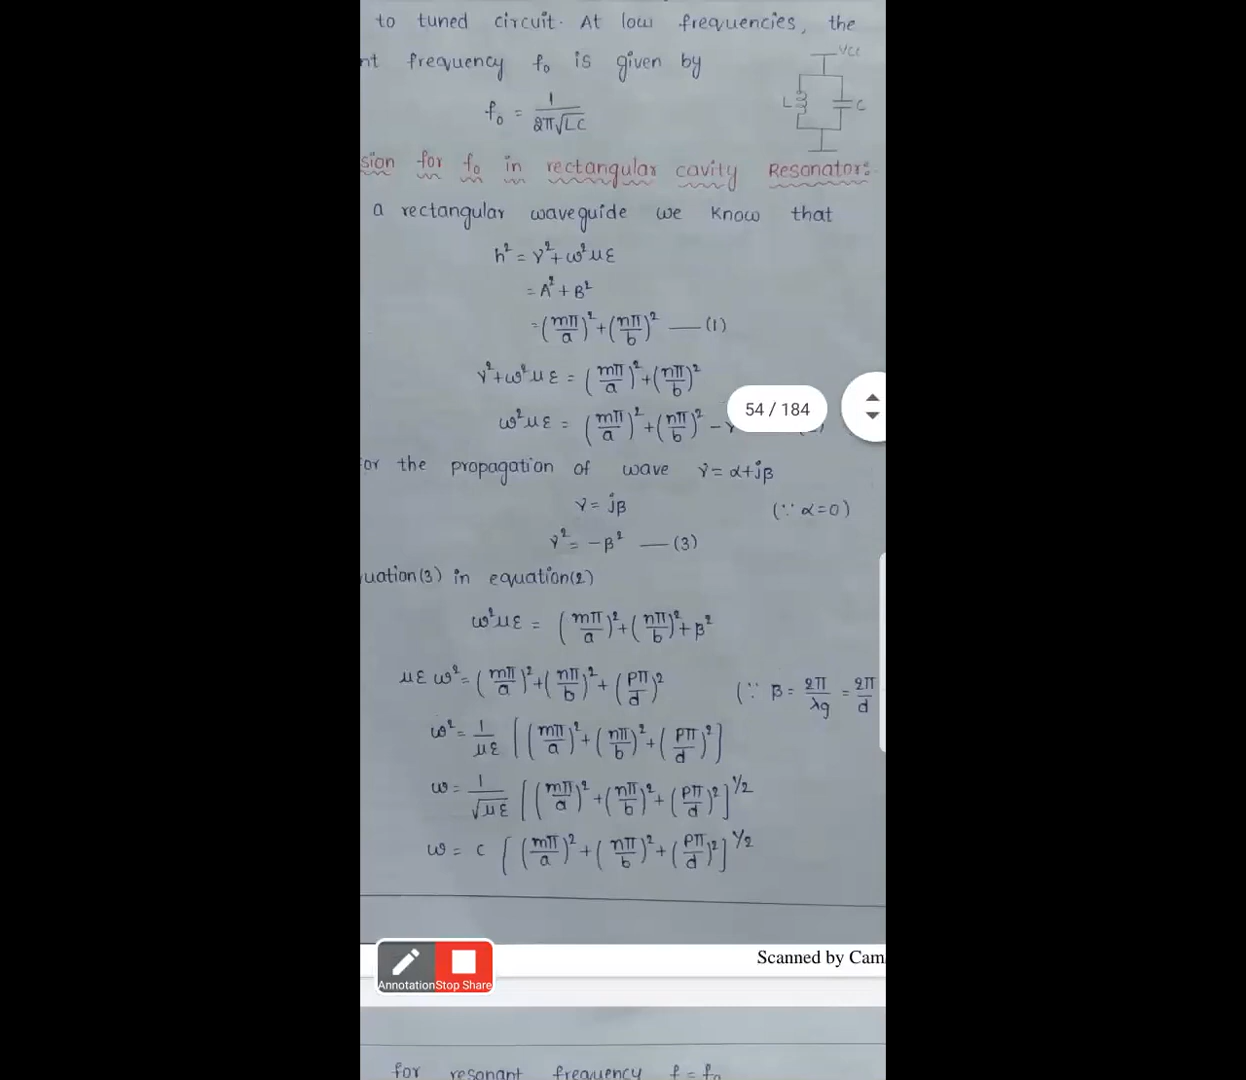 to tuned circuit. At low frequencies, the
nt frequency f₀ is given by
VCC
L C
f₀ = 1/2π√LC
sion for f₀ in rectangular cavity Resonator:
a rectangular waveguide we know that
h² = γ² + ω²με
= A² + B²
= (mπ/a)² + (nπ/b)² — (1)
γ² + ω²με = (mπ/a)² + (nπ/b)²
54 / 184
ω²με = (mπ/a)² + (nπ/b)² - γ
or the propagation of wave γ = α + jβ
γ = jβ (∵ α = 0)
γ² = -β² — (3)
uation(3) in equation(2)
ω²με = (mπ/a)² + (nπ/b)² + β²
με ω² = (mπ/a)² + (nπ/b)² + (Pπ/d)² (∵ β = 2π/λg = 2π/d
ω² = 1/με [(mπ/a)² + (nπ/b)² + (Pπ/d)²]
ω = 1/√με [(mπ/a)² + (nπ/b)² + (Pπ/d)²]^1/2
ω = c [(mπ/a)² + (nπ/b)² + (Pπ/d)²]^1/2
Scanned by Cam
Annotation Stop Share
for resonant frequency f = f₀